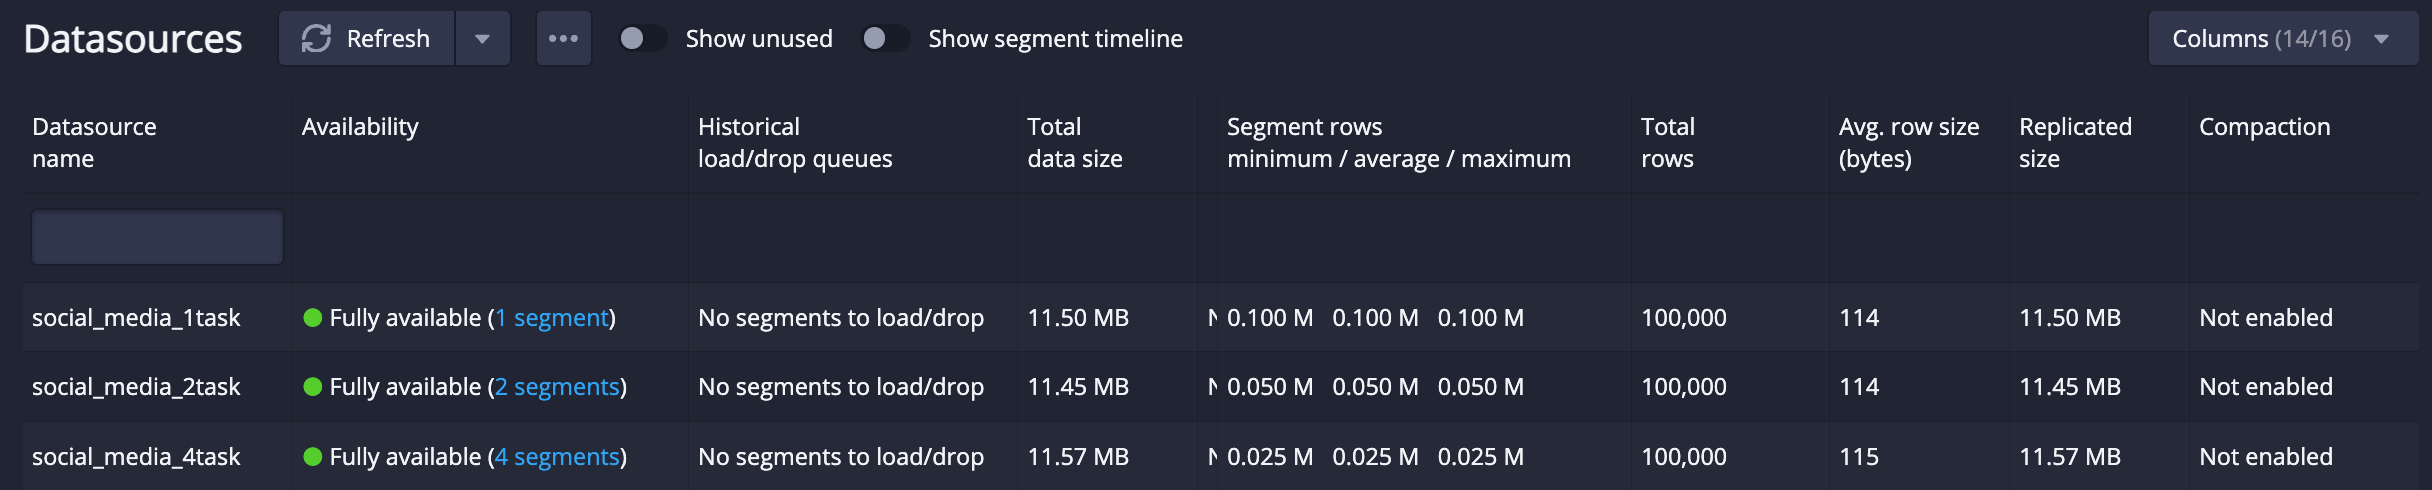 Datasources Refresh ••• Show unused Show segment timeline Columns (14/16)
Datasource name Availability Historical load/drop queues Total data size Segment rows minimum / average / maximum Total rows Avg. row size (bytes) Replicated size Compaction
social_media_1task Fully available (1 segment) No segments to load/drop 11.50 MB 0.100 M 0.100 M 0.100 M 100,000 114 11.50 MB Not enabled
social_media_2task Fully available (2 segments) No segments to load/drop 11.45 MB 0.050 M 0.050 M 0.050 M 100,000 114 11.45 MB Not enabled
social_media_4task Fully available (4 segments) No segments to load/drop 11.57 MB 0.025 M 0.025 M 0.025 M 100,000 115 11.57 MB Not enabled